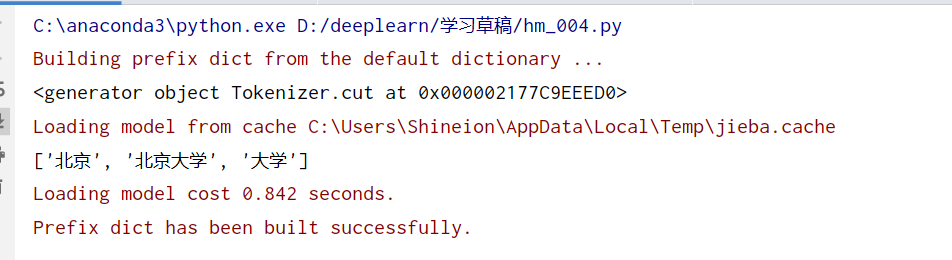 C:\anaconda3\python.exe D:/deeplearn/学习草稿/hm_004.py
Building prefix dict from the default dictionary ...
<generator object Tokenizer.cut at 0x000002177C9EEED0>
Loading model from cache C:\Users\Shineion\AppData\Local\Temp\jieba.cache
['北京', '北京大学', '大学']
Loading model cost 0.842 seconds.
Prefix dict has been built successfully.